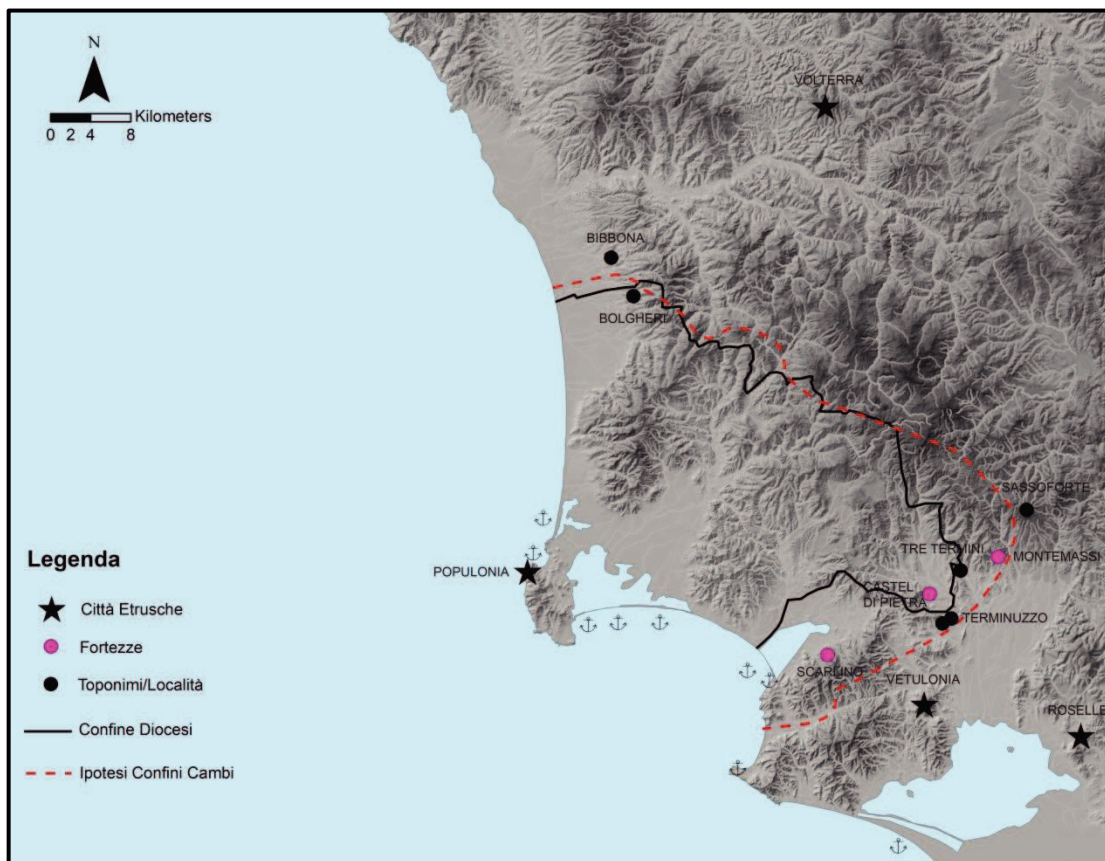 N
Kilometers
0 2 4 8
VOLTERRA
BIBBONA
BOLGHERI
SASSOFORTE
TRE TERMINI
MONTEMASSI
POPULONIA
CASTEL
DI PIETRA
TERMINUZZO
SCARLINO
VETULONIA
ROSELLE
Legenda
Città Etrusche
Fortezze
Toponimi/Località
Confine Diocesi
Ipotesi Confini Cambi